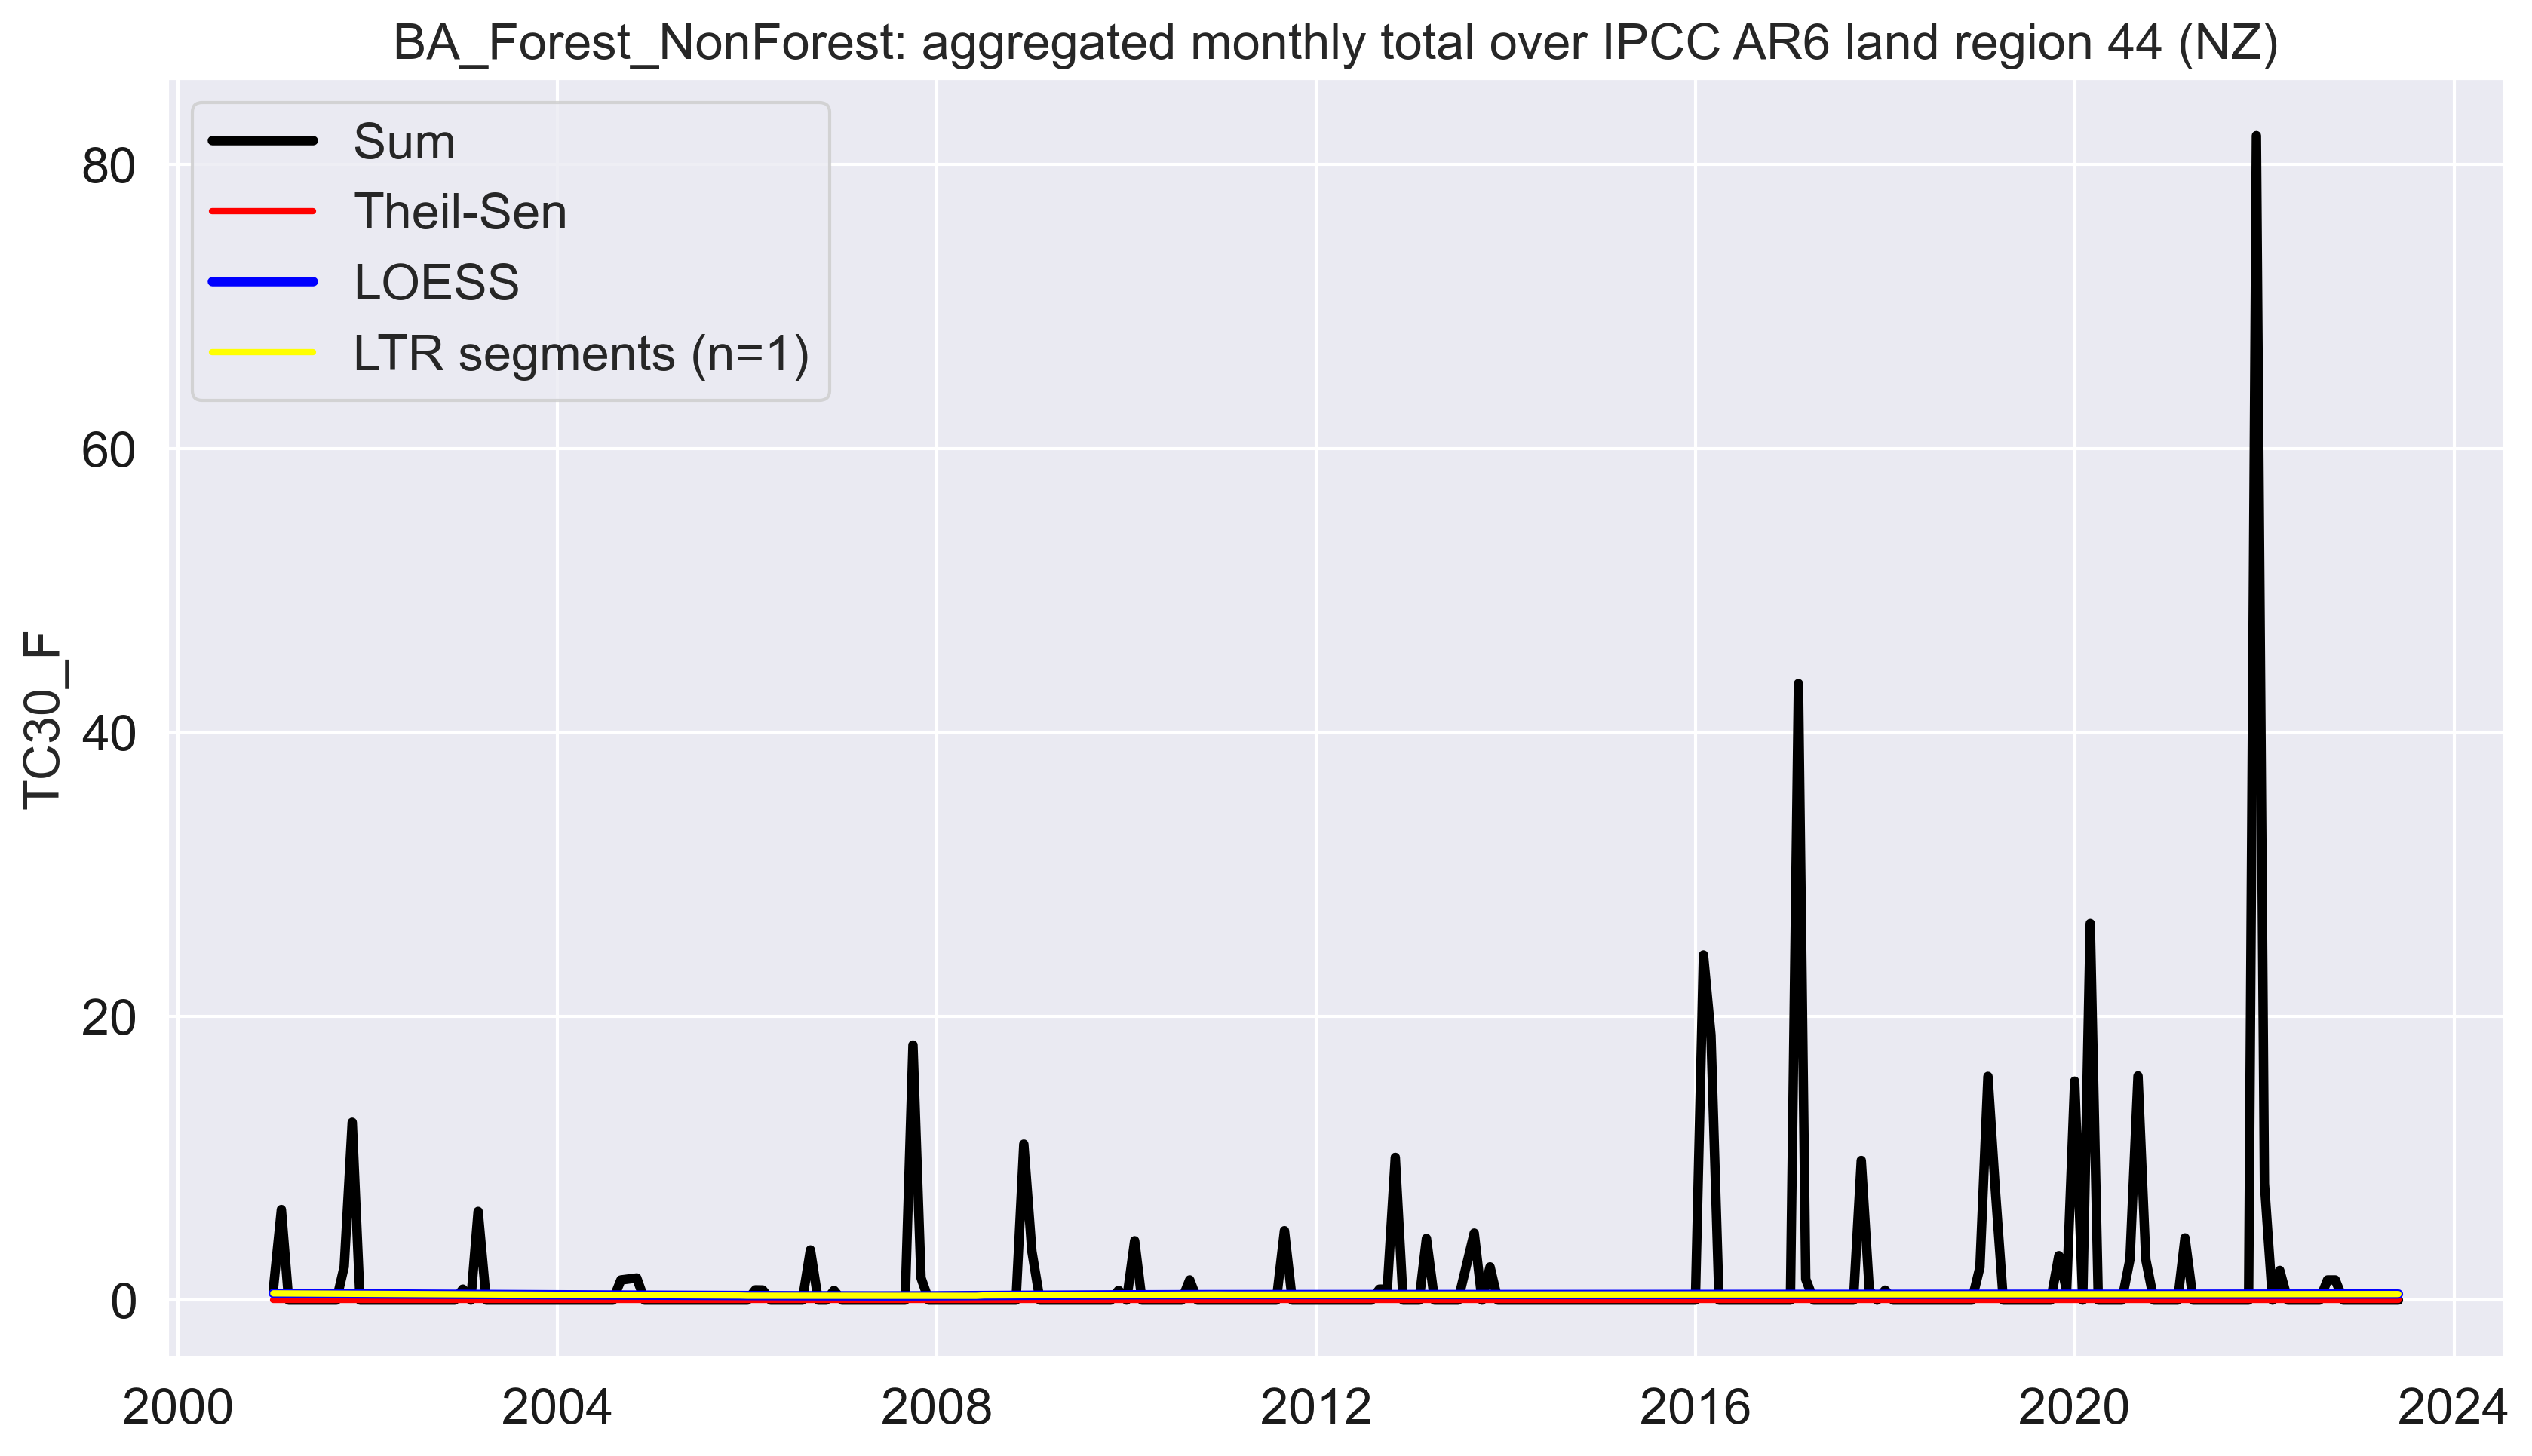 BA_Forest_NonForest: aggregated monthly total over IPCC AR6 land region 44 (NZ)
Sum
Theil-Sen
LOESS
LTR segments (n=1)
TC30_F
80
60
40
20
0
2000 2004 2008 2012 2016 2020 2024